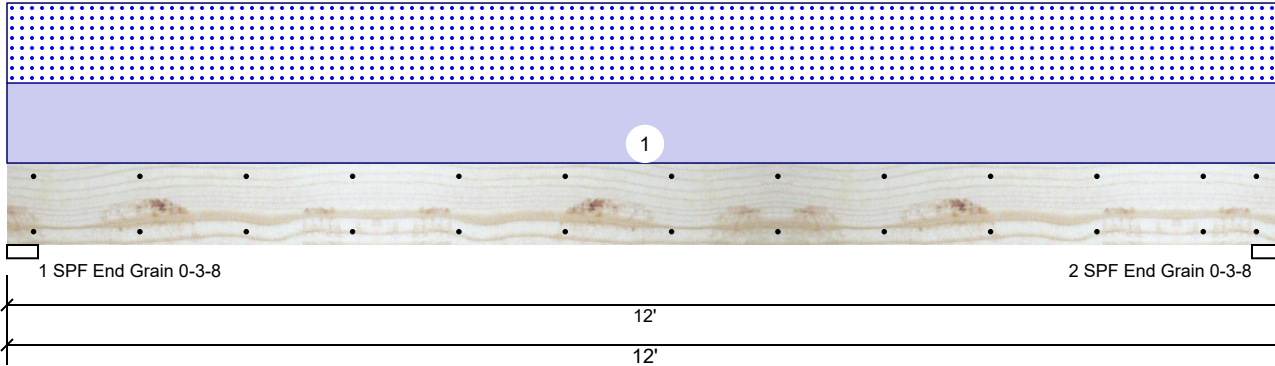 1
1 SPF End Grain 0-3-8
2 SPF End Grain 0-3-8
12'
12'